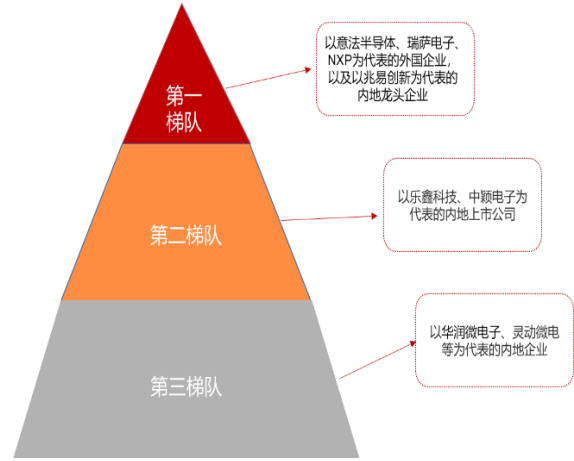 第一
梯队
以意法半导体、瑞萨电子、
NXP为代表的外国企业，
以及以兆易创新为代表的
内地龙头企业
第二梯队
以乐鑫科技、中颖电子为
代表的内地上市公司
第三梯队
以华润微电子、灵动微电
等为代表的内地企业